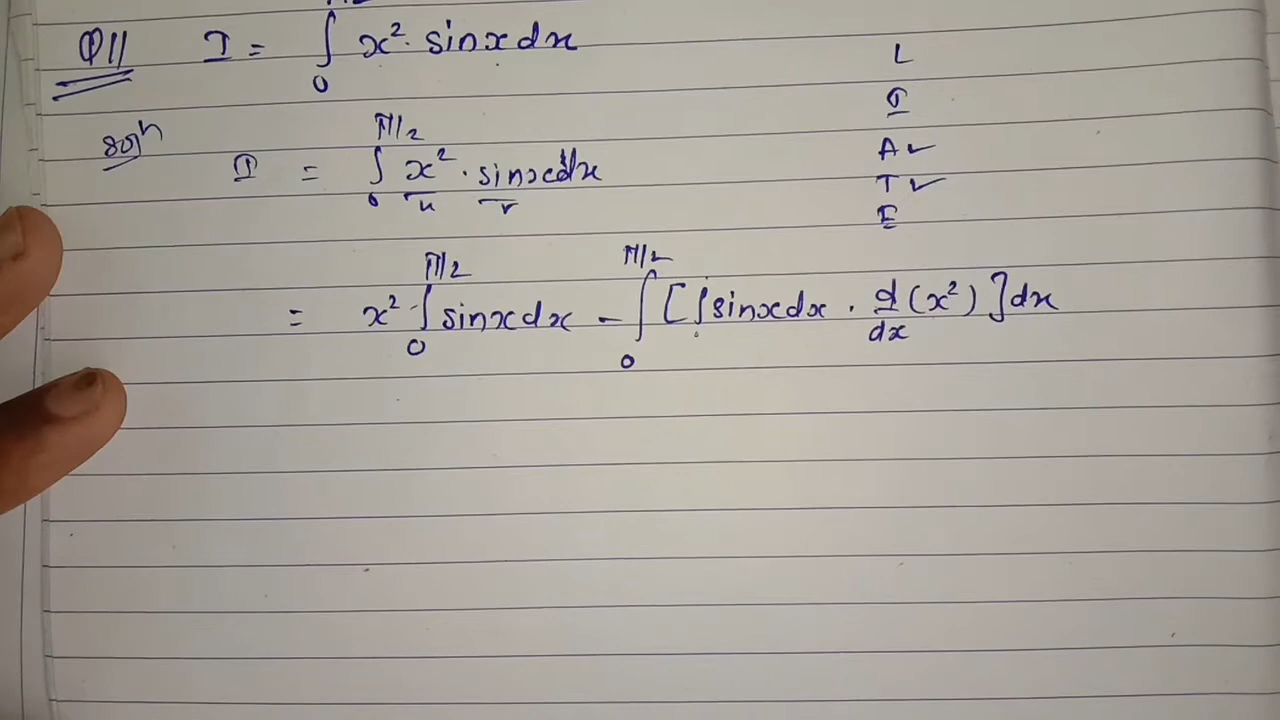 Q11 I = ∫₀ x². sinx dx
L
I
A✓
T✓
E
Soln
I = ∫₀^π/2 x² . sinx dx
u v
= x² . ∫₀^π/2 sinx dx - ∫₀^π/2 [∫sinx dx . d/dx (x²)] dx